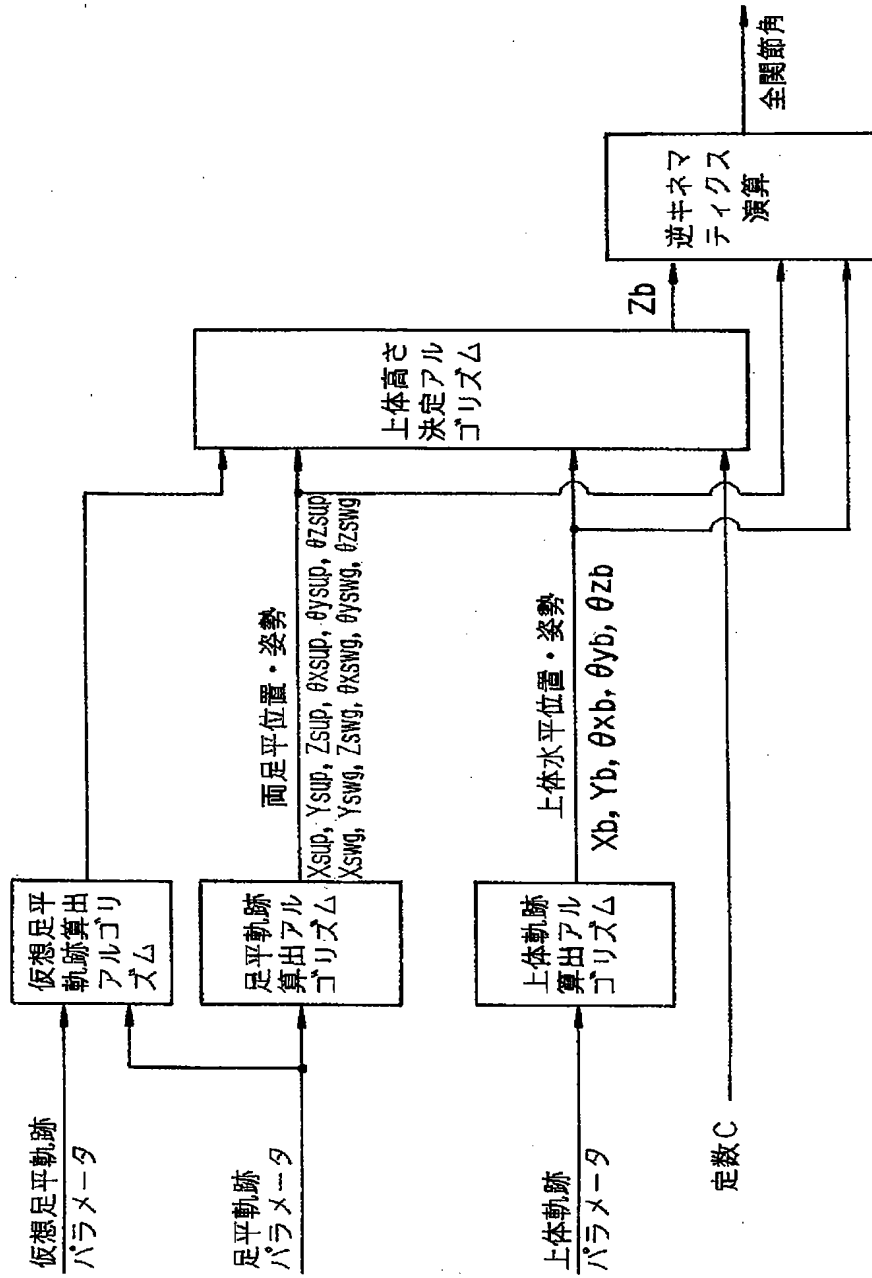 仮想足平軌跡
パラメータ
足平軌跡
パラメータ
上体軌跡
パラメータ
定数C
仮想足平
軌跡算出
アルゴリ
ズム
足平軌跡
算出アル
ゴリズム
上体軌跡
算出アル
ゴリズム
両足平位置・姿勢
Xsup, Ysup, Zsup, θxsup, θysup, θzsup
Xswg, Yswg, Zswg, θxswg, θyswg, θzswg
上体水平位置・姿勢
Xb, Yb, θxb, θyb, θzb
上体高さ
決定アル
ゴリズム
Zb
逆キネマ
ティクス
演算
全関節角